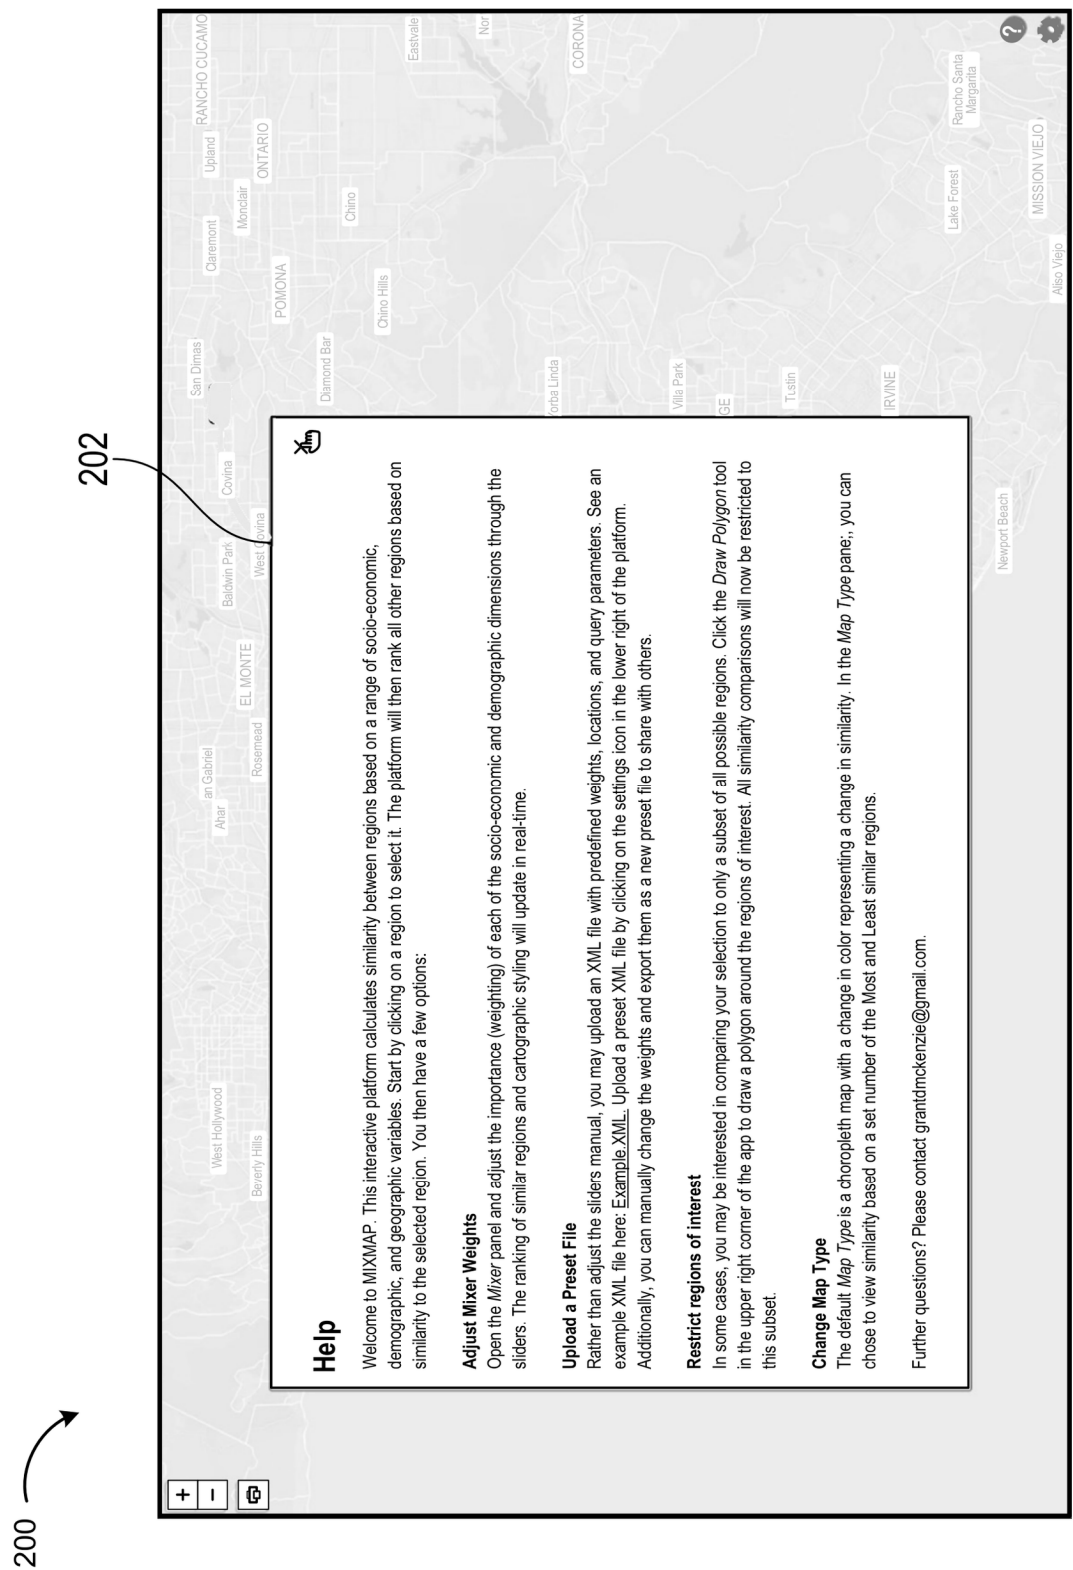 200
202
+
−
San Dimas
Claremont
Upland
RANCHO CUCAMO
Covina
Baldwin Park
West Covina
Monclair
ONTARIO
an Gabriel
Ahar
EL MONTE
Rosemead
POMONA
West Hollywood
Beverly Hills
Diamond Bar
Chino
Chino Hills
Eastvale
Nor
CORONA
Help
Welcome to MIXMAP. This interactive platform calculates similarity between regions based on a range of socio-economic,
demographic, and geographic variables. Start by clicking on a region to select it. The platform will then rank all other regions based on
similarity to the selected region. You then have a few options:
Adjust Mixer Weights
Open the Mixer panel and adjust the importance (weighting) of each of the socio-economic and demographic dimensions through the
sliders. The ranking of similar regions and cartographic styling will update in real-time.
Upload a Preset File
Rather than adjust the sliders manual, you may upload an XML file with predefined weights, locations, and query parameters. See an
example XML file here: Example.XML. Upload a preset XML file by clicking on the settings icon in the lower right of the platform.
Additionally, you can manually change the weights and export them as a new preset file to share with others.
Restrict regions of interest
In some cases, you may be interested in comparing your selection to only a subset of all possible regions. Click the Draw Polygon tool
in the upper right corner of the app to draw a polygon around the regions of interest. All similarity comparisons will now be restricted to
this subset.
Change Map Type
The default Map Type is a choropleth map with a change in color representing a change in similarity. In the Map Type pane;, you can
chose to view similarity based on a set number of the Most and Least similar regions.
Further questions? Please contact grantdmckenzie@gmail.com.
Yorba Linda
Villa Park
GE
Tustin
IRVINE
Newport Beach
Lake Forest
Rancho Santa
Margarita
MISSION VIEJO
Aliso Viejo
?